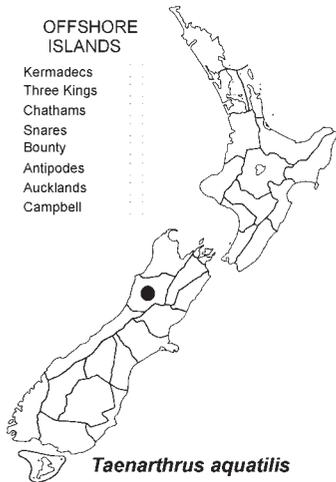 OFFSHORE
ISLANDS
Kermadecs
Three Kings
Chathams
Snares
Bounty
Antipodes
Aucklands
Campbell
Taenarthrus aquatilis